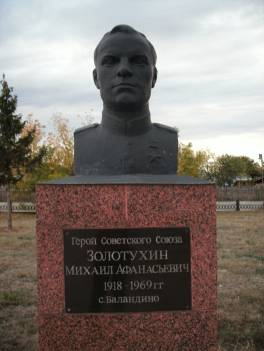 Герой Советского Союза
ЗОЛОТУХИН
МИХАИЛ АФАНАСЬЕВИЧ
1918 - 1969 гг
с. Баландино